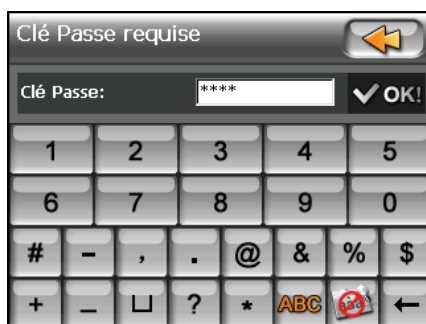 Clé Passe requise
Clé Passe: **** OK!
1 2 3 4 5
6 7 8 9 0
# - , . @ & % $
+ _ ⌴ ? * ABC ←